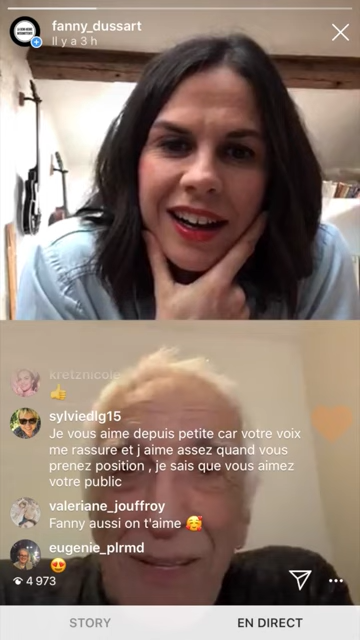 fanny_dussart
Il y a 3 h
kretznicole
👍
sylviedlg15
Je vous aime depuis petite car votre voix
me rassure et j aime assez quand vous
prenez position , je sais que vous aimez
votre public
valeriane_jouffroy
Fanny aussi on t'aime 🥰
eugenie_plrmd
😍
4 973
STORY
EN DIRECT